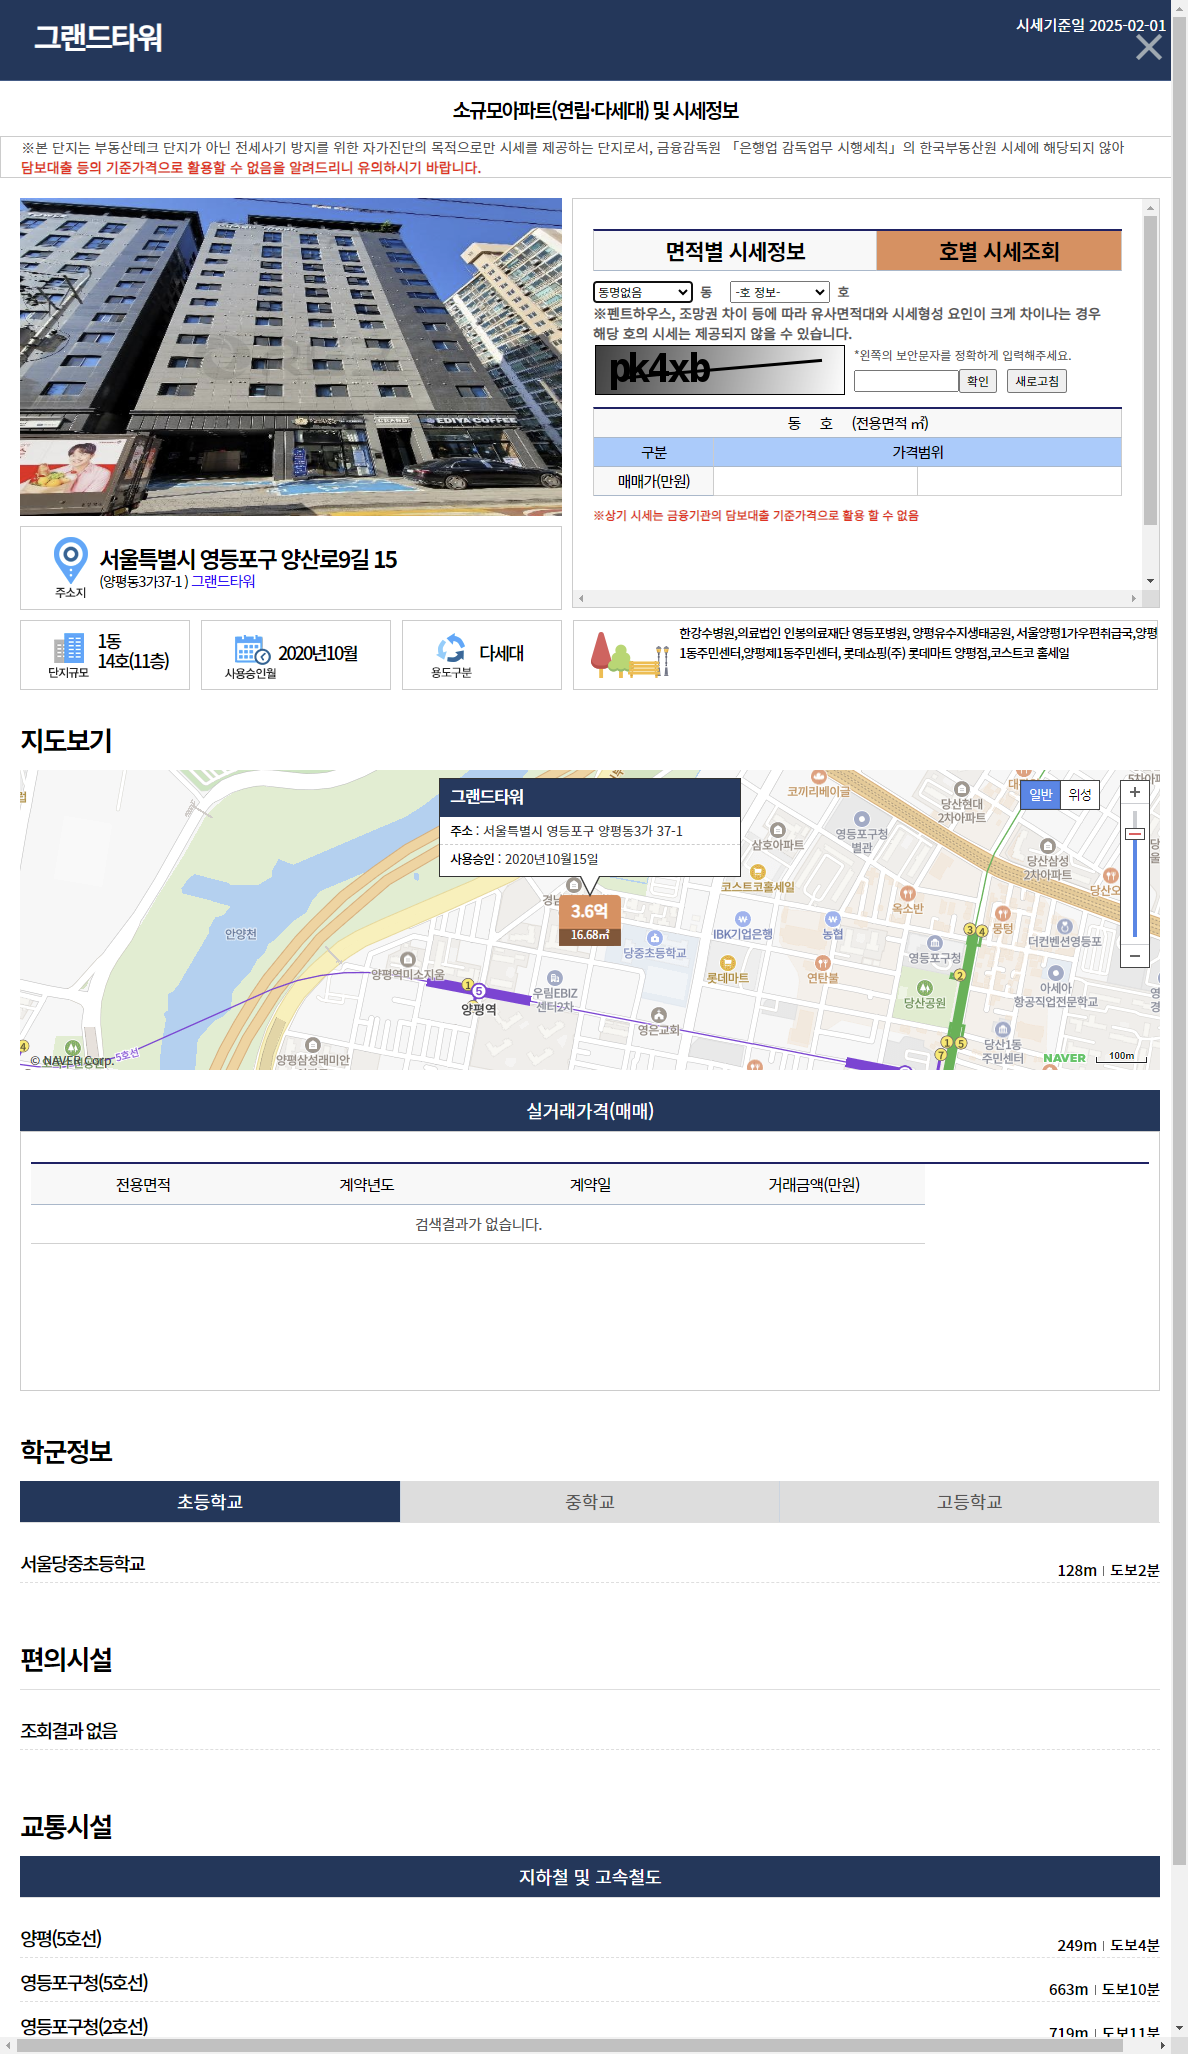 그랜드타워
시세기준일 2025-02-01
소규모아파트(연립·다세대) 및 시세정보
※본 단지는 부동산테크 단지가 아닌 전세사기 방지를 위한 자가진단의 목적으로만 시세를 제공하는 단지로서, 금융감독원 「은행업 감독업무 시행세칙」의 한국부동산원 시세에 해당되지 않아
담보대출 등의 기준가격으로 활용할 수 없음을 알려드리니 유의하시기 바랍니다.
EDIYA COFFEE
면적별 시세정보
호별 시세조회
동명없음 동 -호 정보- 호
※펜트하우스, 조망권 차이 등에 따라 유사면적대와 시세형성 요인이 크게 차이나는 경우
해당 호의 시세는 제공되지 않을 수 있습니다.
pk4xb
*왼쪽의 보안문자를 정확하게 입력해주세요.
확인 새로고침
동 호 (전용면적 ㎡)
구분 가격범위
매매가(만원)
※상기 시세는 금융기관의 담보대출 기준가격으로 활용 할 수 없음
주소지
서울특별시 영등포구 양산로9길 15
(양평동3가37-1 ) 그랜드타워
단지규모
1동
14호(11층)
사용승인월
2020년10월
용도구분
다세대
한강수병원,의료법인 인봉의료재단 영등포병원, 양평유수지생태공원, 서울양평1가우편취급국,양평
1동주민센터,양평제1동주민센터, 롯데쇼핑(주) 롯데마트 양평점,코스트코 홀세일
지도보기
그랜드타워
주소 : 서울특별시 영등포구 양평동3가 37-1
사용승인 : 2020년10월15일
3.6억
16.68㎡
일반 위성
코끼리베이글
당산현대
2차아파트
영등포구청
별관
삼호아파트
당산삼성
2차아파트
코스트코홀세일
옥소반
뭉텅
더컨벤션영등포
IBK기업은행
농협
안양천
당중초등학교
영등포구청
롯데마트
연탄불
양평역미소지움
우림EBIZ
센터2차
아세아
항공직업전문학교
당산공원
1
5
양평역
영은교회
3 4
2
1 5
7
당산1동
주민센터
양평삼성래미안
4
5호선
© NAVER Corp.
NAVER
100m
실거래가격(매매)
전용면적 계약년도 계약일 거래금액(만원)
검색결과가 없습니다.
학군정보
초등학교 중학교 고등학교
서울당중초등학교 128m 도보2분
편의시설
조회결과 없음
교통시설
지하철 및 고속철도
양평(5호선) 249m 도보4분
영등포구청(5호선) 663m 도보10분
영등포구청(2호선) 719m 도보11분